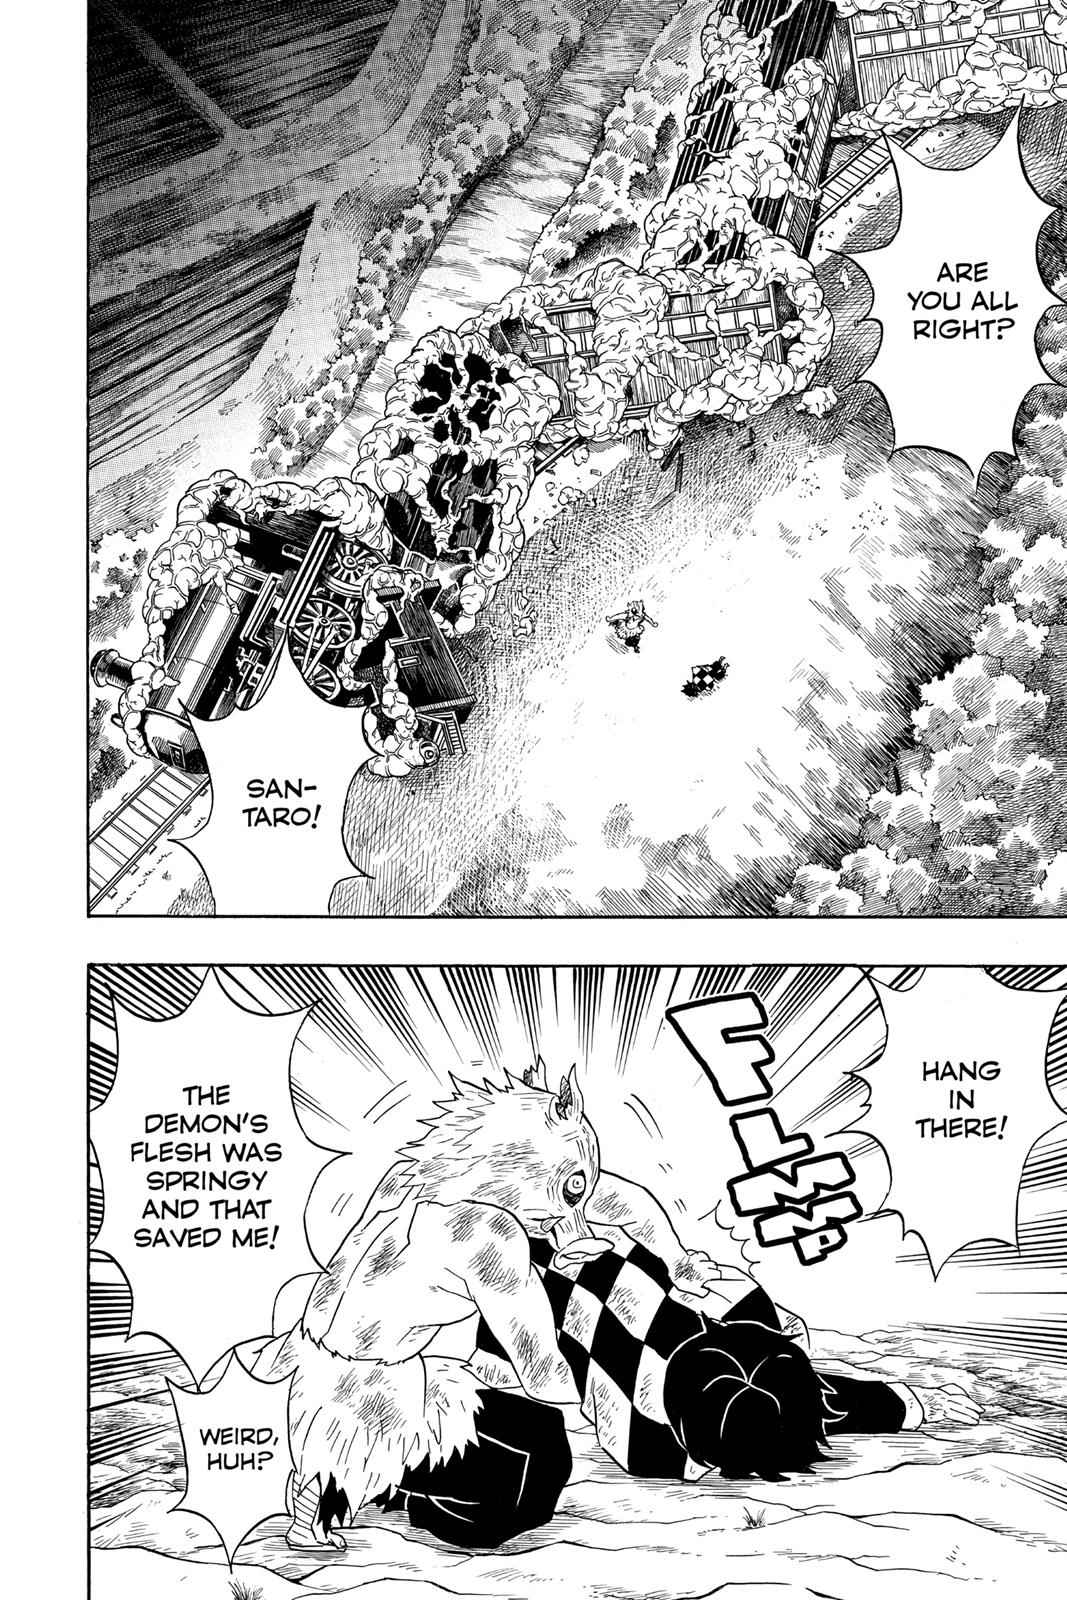 ARE
YOU ALL
RIGHT?
SAN-
TARO!
HANG
IN
THERE!
FLMMP
THE
DEMON'S
FLESH WAS
SPRINGY
AND THAT
SAVED ME!
WEIRD,
HUH?